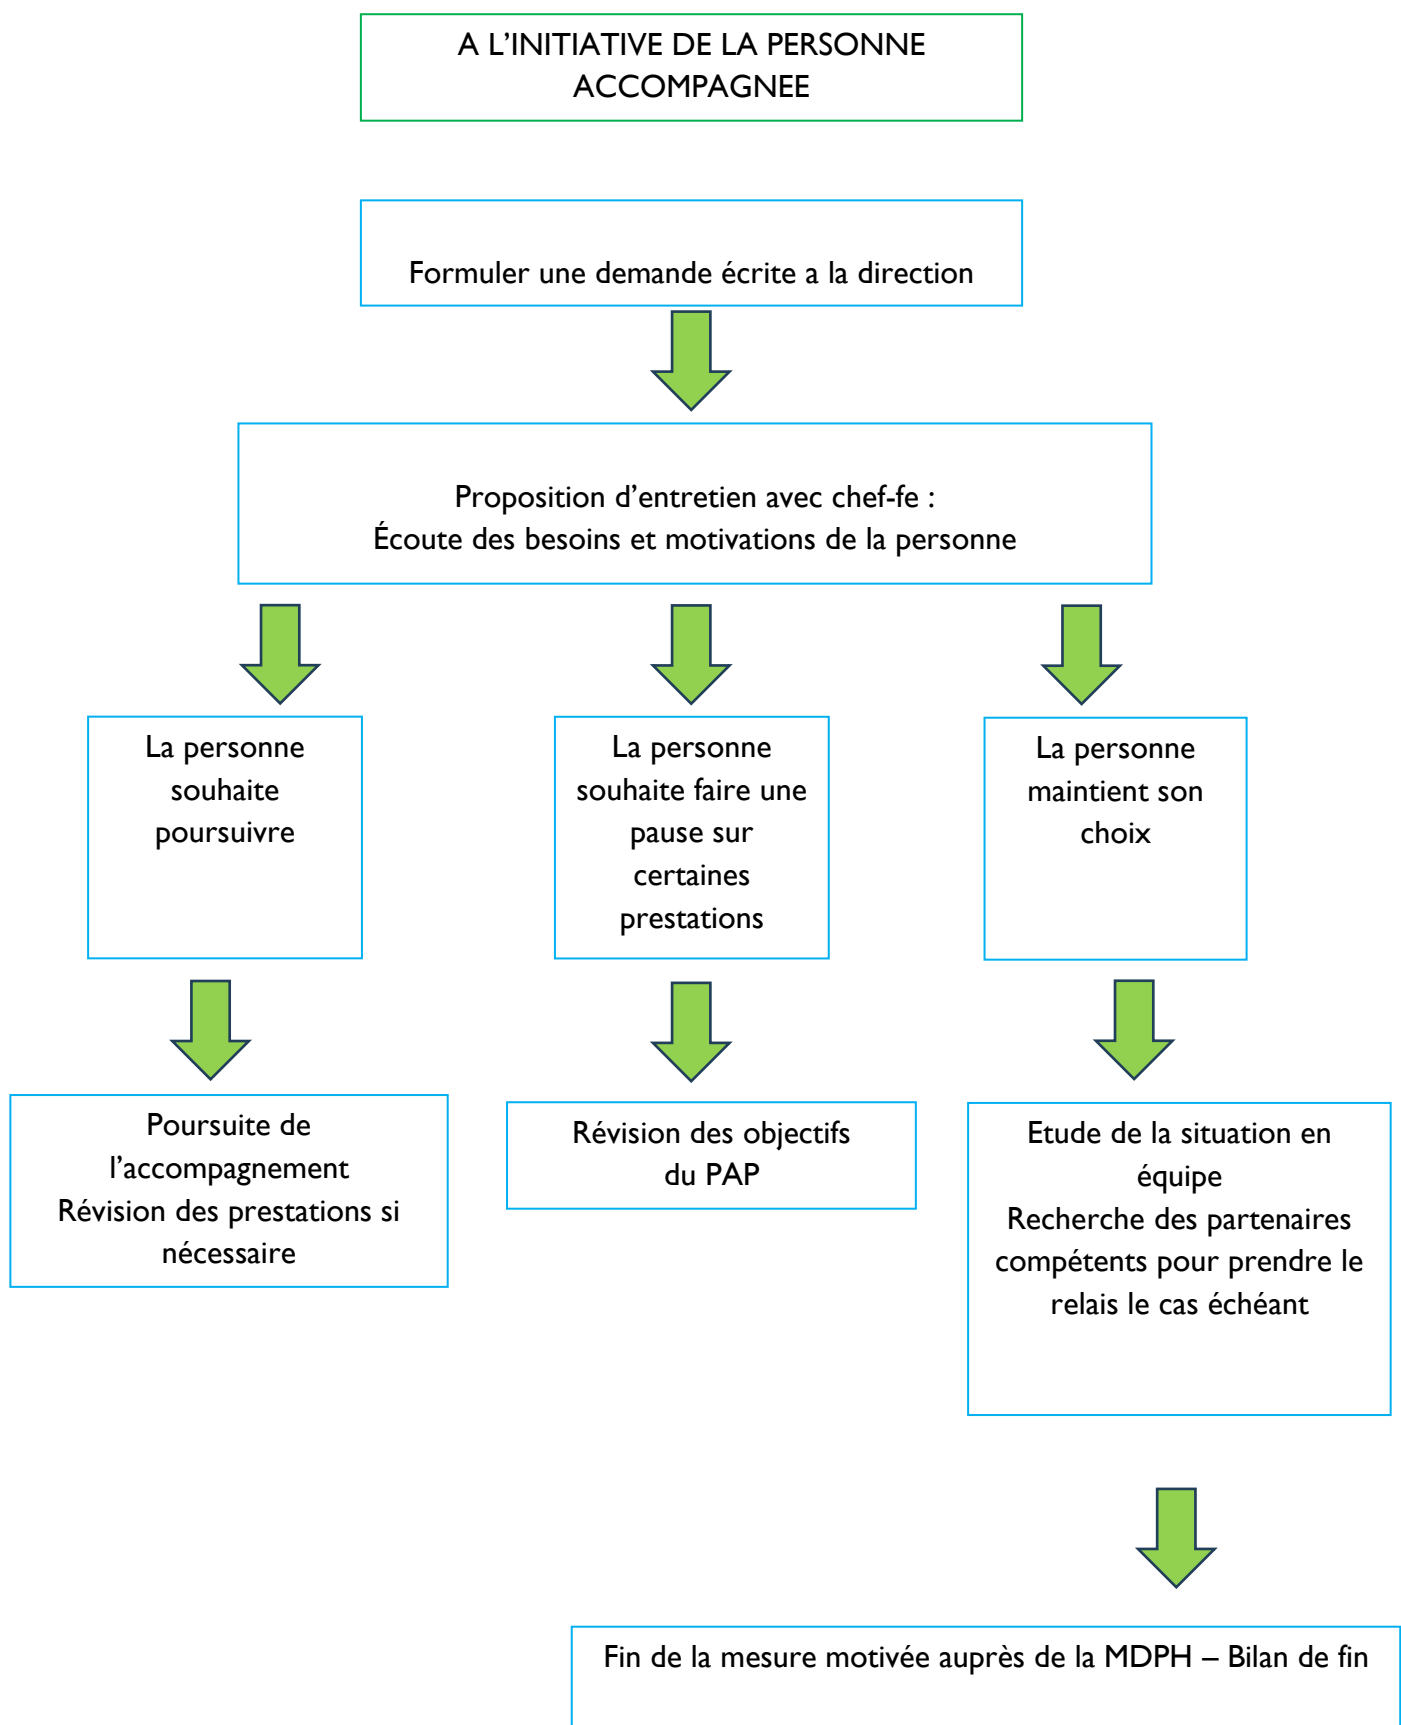 A L'INITIATIVE DE LA PERSONNE
ACCOMPAGNEE
Formuler une demande écrite a la direction
Proposition d'entretien avec chef-fe :
Écoute des besoins et motivations de la personne
La personne
souhaite
poursuivre
La personne
souhaite faire une
pause sur
certaines
prestations
La personne
maintient son
choix
Poursuite de
l'accompagnement
Révision des prestations si
nécessaire
Révision des objectifs
du PAP
Etude de la situation en
équipe
Recherche des partenaires
compétents pour prendre le
relais le cas échéant
Fin de la mesure motivée auprès de la MDPH – Bilan de fin